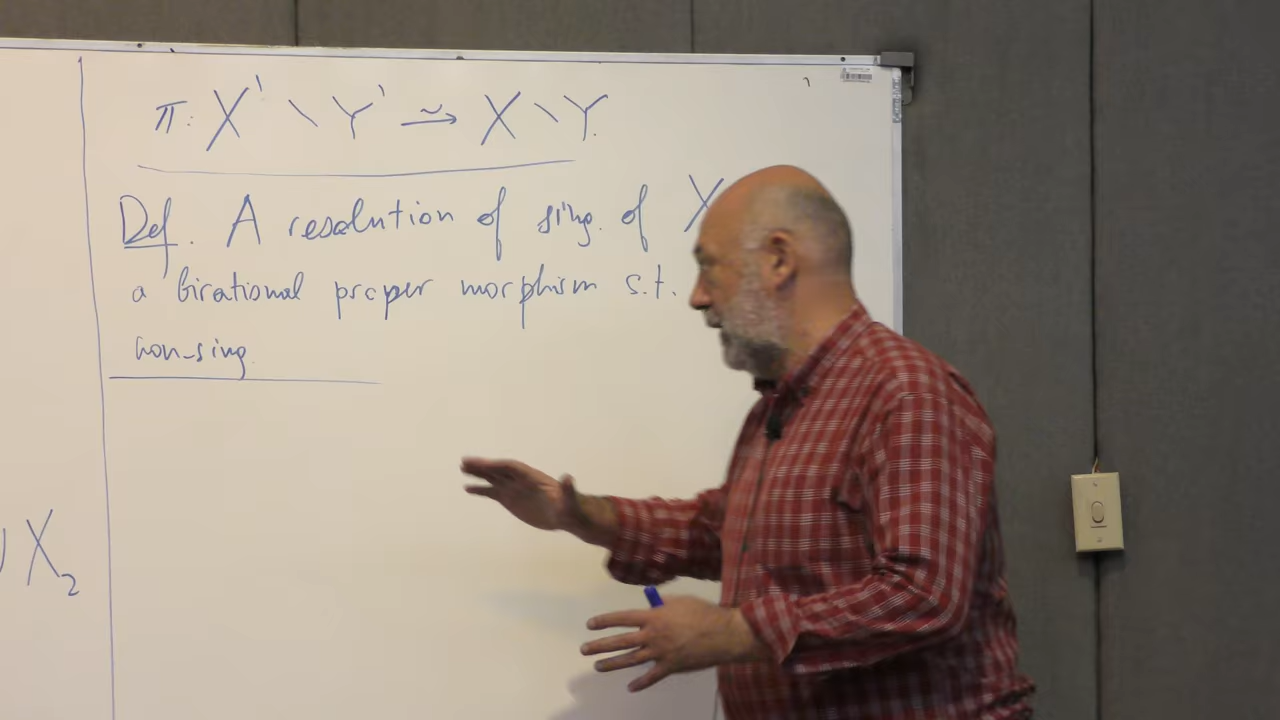 π: X' \ Y' ⥲ X \ Y.
Def. A resolution of sing. of X
a birational proper morphism s.t.
non-sing.
X₂